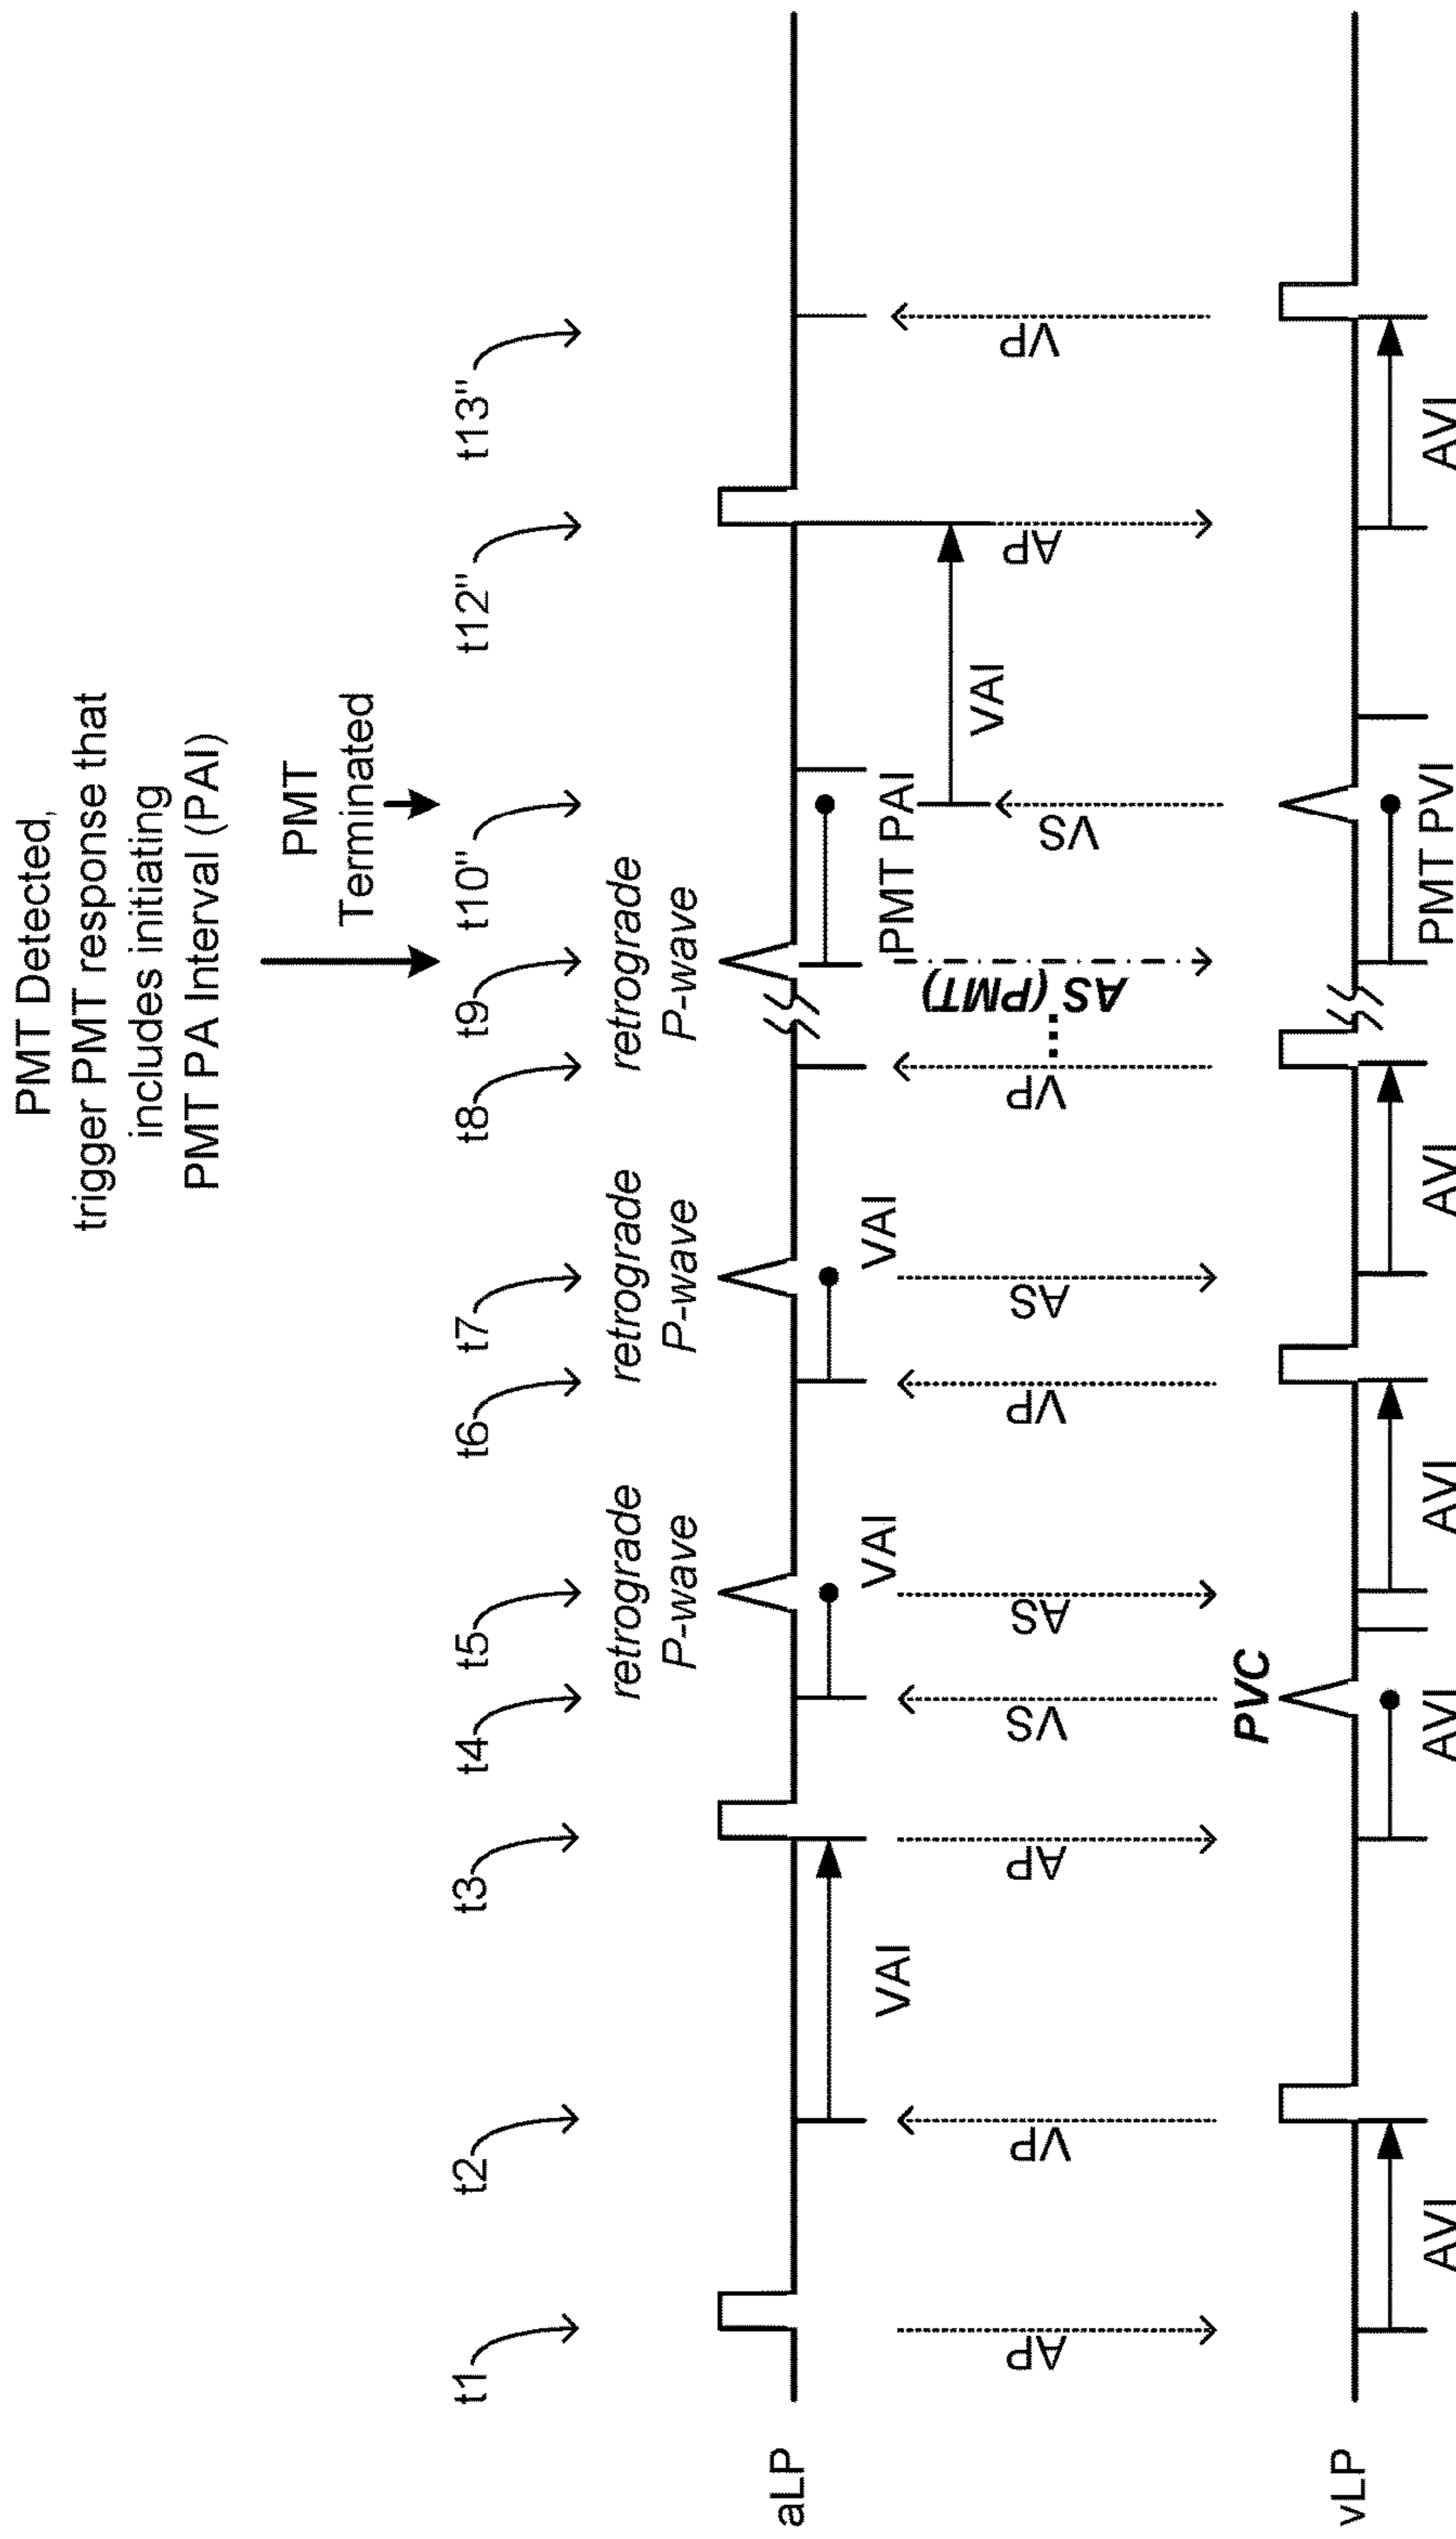 PMT Detected,
trigger PMT response that
includes initiating
PMT PA Interval (PAI)
PMT
Terminated
t1
t2
t3
t4
t5
t6
t7
t8
t9
t10"
t12"
t13"
retrograde
P-wave
retrograde
P-wave
retrograde
P-wave
aLP
VAI
VAI
VAI
PMT PAI
VAI
AP
VP
AP
VS
AS
VP
AS
VP
...
AS (PMT)
VS
AP
VP
PVC
vLP
AVI
AVI
AVI
AVI
PMT PVI
AVI